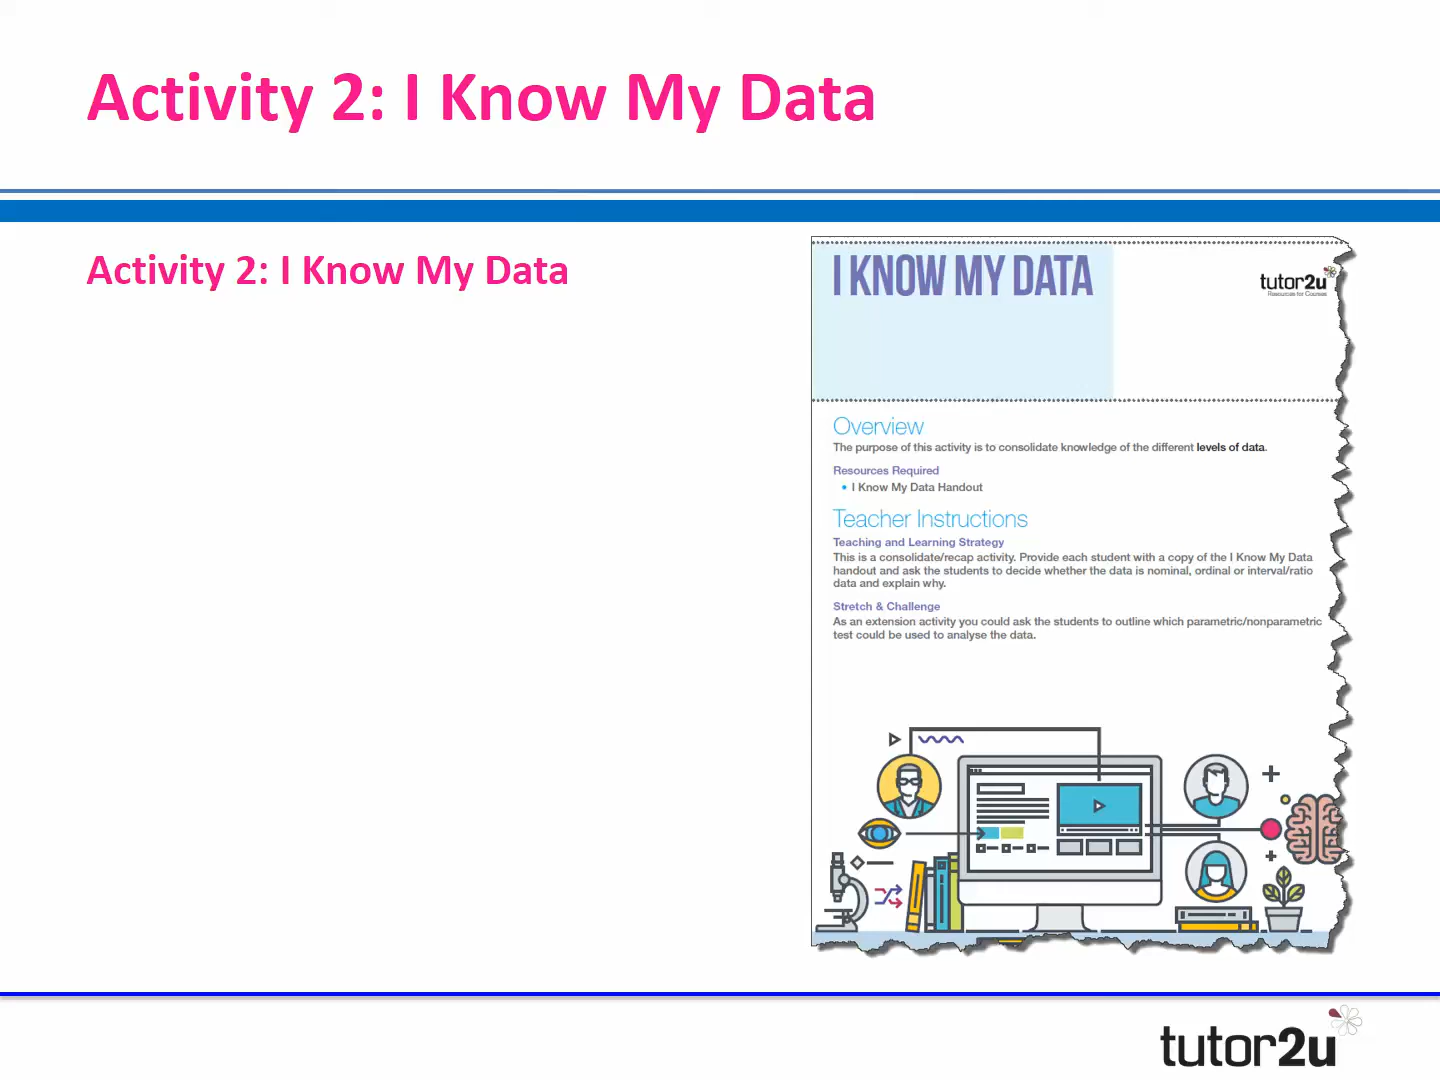 Activity 2: I Know My Data
Activity 2: I Know My Data
I KNOW MY DATA
tutor2u
Resources for Courses
Overview
The purpose of this activity is to consolidate knowledge of the different levels of data.
Resources Required
• I Know My Data Handout
Teacher Instructions
Teaching and Learning Strategy
This is a consolidate/recap activity. Provide each student with a copy of the I Know My Data
handout and ask the students to decide whether the data is nominal, ordinal or interval/ratio
data and explain why.
Stretch & Challenge
As an extension activity you could ask the students to outline which parametric/nonparametric
test could be used to analyse the data.
tutor2u